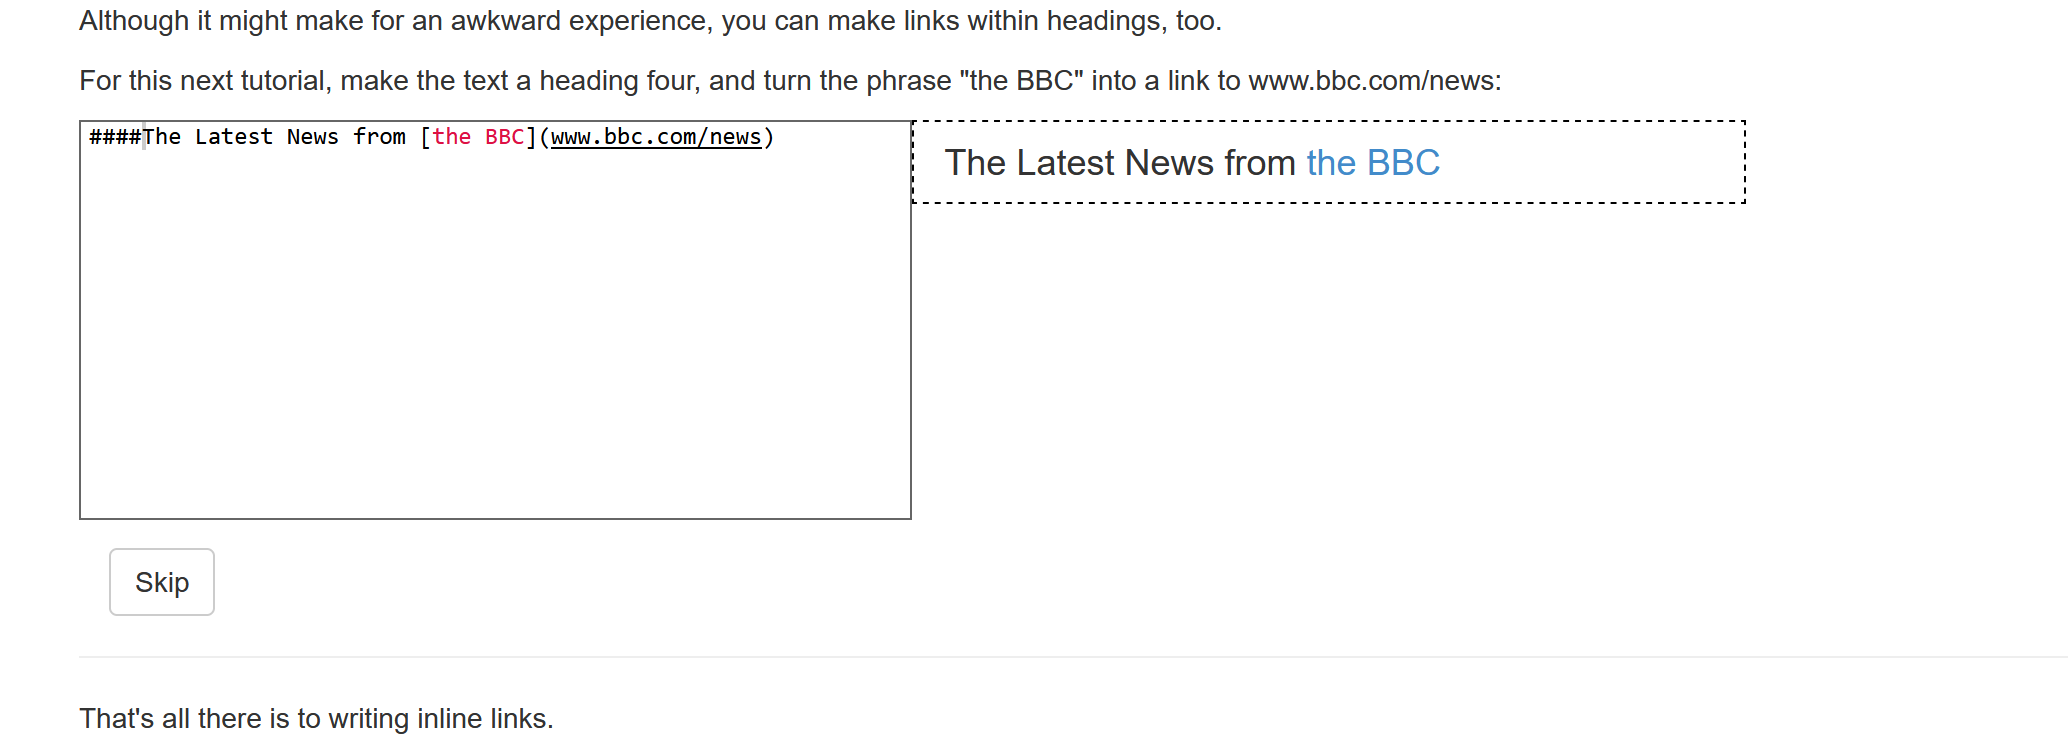 Although it might make for an awkward experience, you can make links within headings, too.
For this next tutorial, make the text a heading four, and turn the phrase "the BBC" into a link to www.bbc.com/news:
####The Latest News from [the BBC](www.bbc.com/news)
The Latest News from the BBC
Skip
That's all there is to writing inline links.